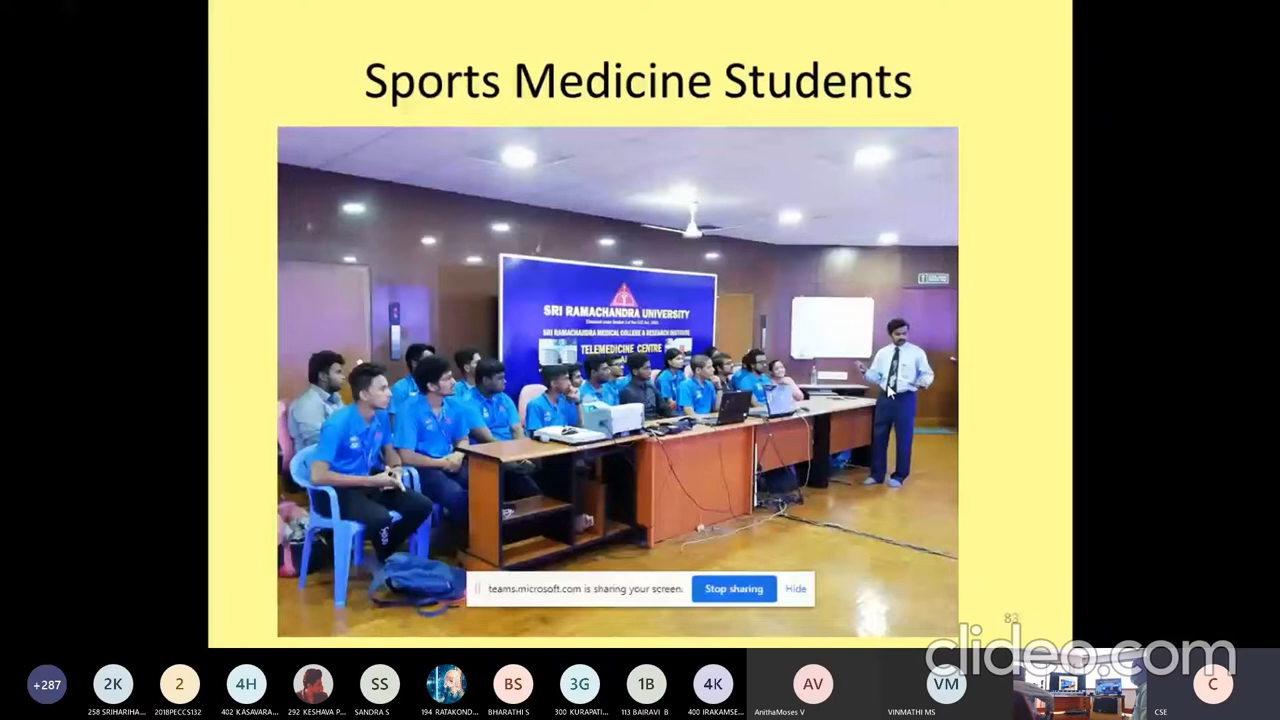 Sports Medicine Students
SRI RAMACHANDRA UNIVERSITY
SRI RAMACHANDRA MEDICAL COLLEGE & RESEARCH INSTITUTE
TELEMEDICINE CENTRE
teams.microsoft.com is sharing your screen.
Stop sharing
Hide
83
clideo.com
+287
2K
2
4H
SS
BS
3G
1B
4K
AV
VM
C
258 SRIHARIHA...
2018PECCS132
402 KASAVARA...
292 KESHAVA P...
SANDRA S
194 RATAKOND...
BHARATHI S
300 KURAPATI...
113 BAIRAVI B
400 IRAKAMSE...
AnithaMoses V
VINMATHI MS
CSE